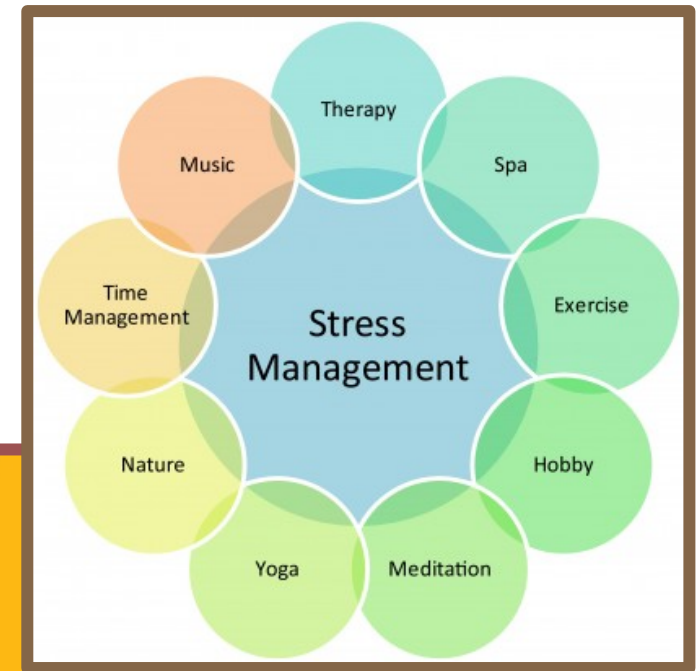 Therapy
Spa
Exercise
Hobby
Meditation
Yoga
Nature
Time
Management
Music
Stress
Management